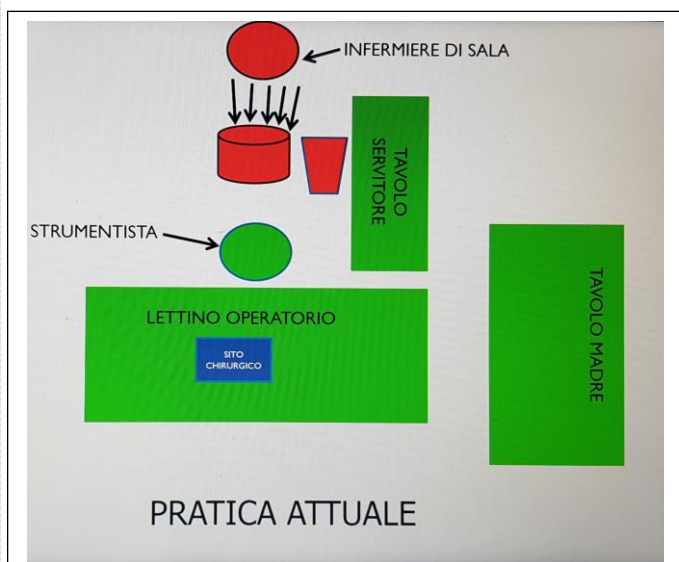 INFERMIERE DI SALA
TAVOLO
SERVITORE
STRUMENTISTA
LETTINO OPERATORIO
SITO
CHIRURGICO
TAVOLO MADRE
PRATICA ATTUALE